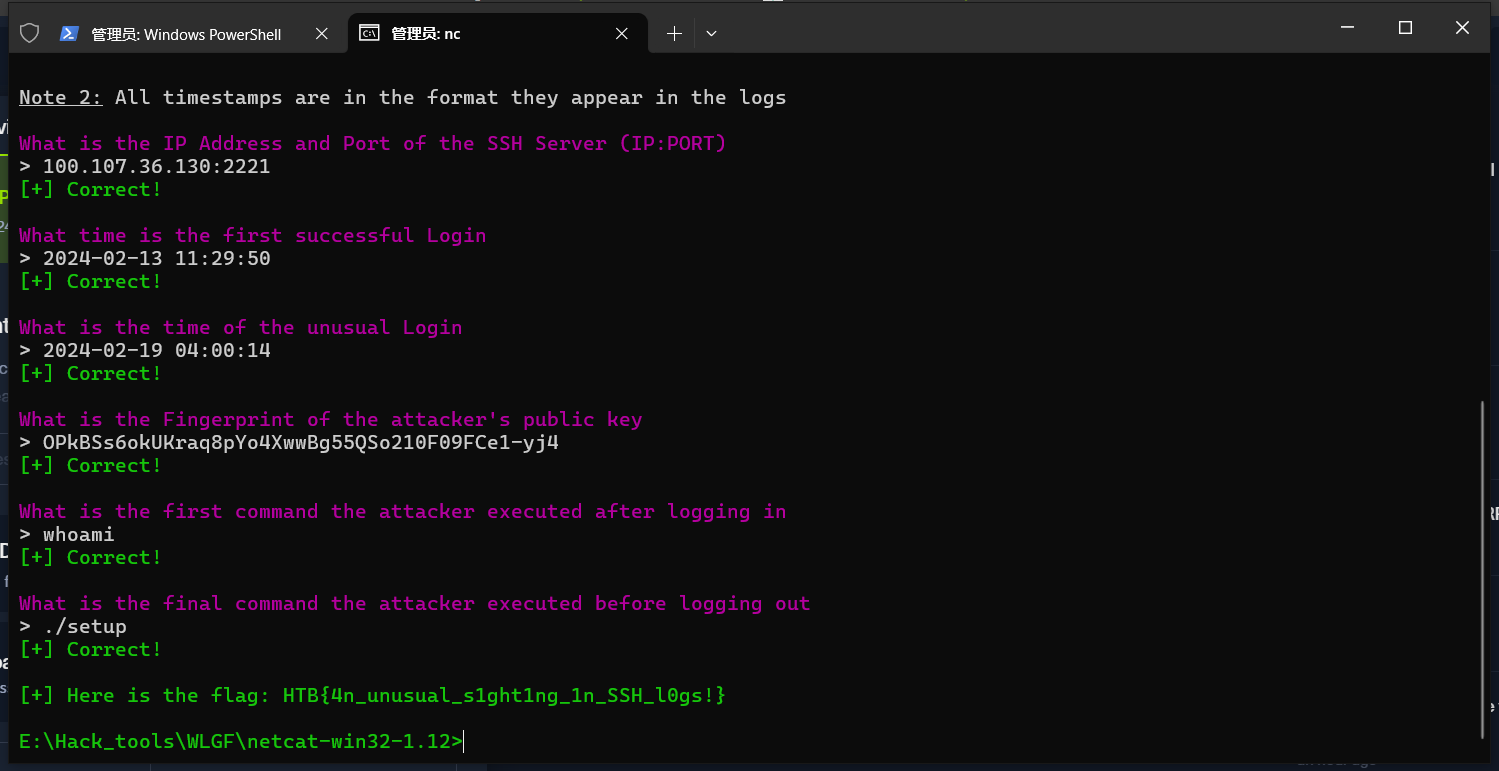 管理员: Windows PowerShell
管理员: nc
Note 2: All timestamps are in the format they appear in the logs
What is the IP Address and Port of the SSH Server (IP:PORT)
> 100.107.36.130:2221
[+] Correct!
What time is the first successful Login
> 2024-02-13 11:29:50
[+] Correct!
What is the time of the unusual Login
> 2024-02-19 04:00:14
[+] Correct!
What is the Fingerprint of the attacker's public key
> OPkBSs6okUKraq8pYo4XwwBg55QSo210F09FCe1-yj4
[+] Correct!
What is the first command the attacker executed after logging in
> whoami
[+] Correct!
What is the final command the attacker executed before logging out
> ./setup
[+] Correct!
[+] Here is the flag: HTB{4n_unusual_s1ght1ng_1n_SSH_l0gs!}
E:\Hack_tools\WLGF\netcat-win32-1.12>